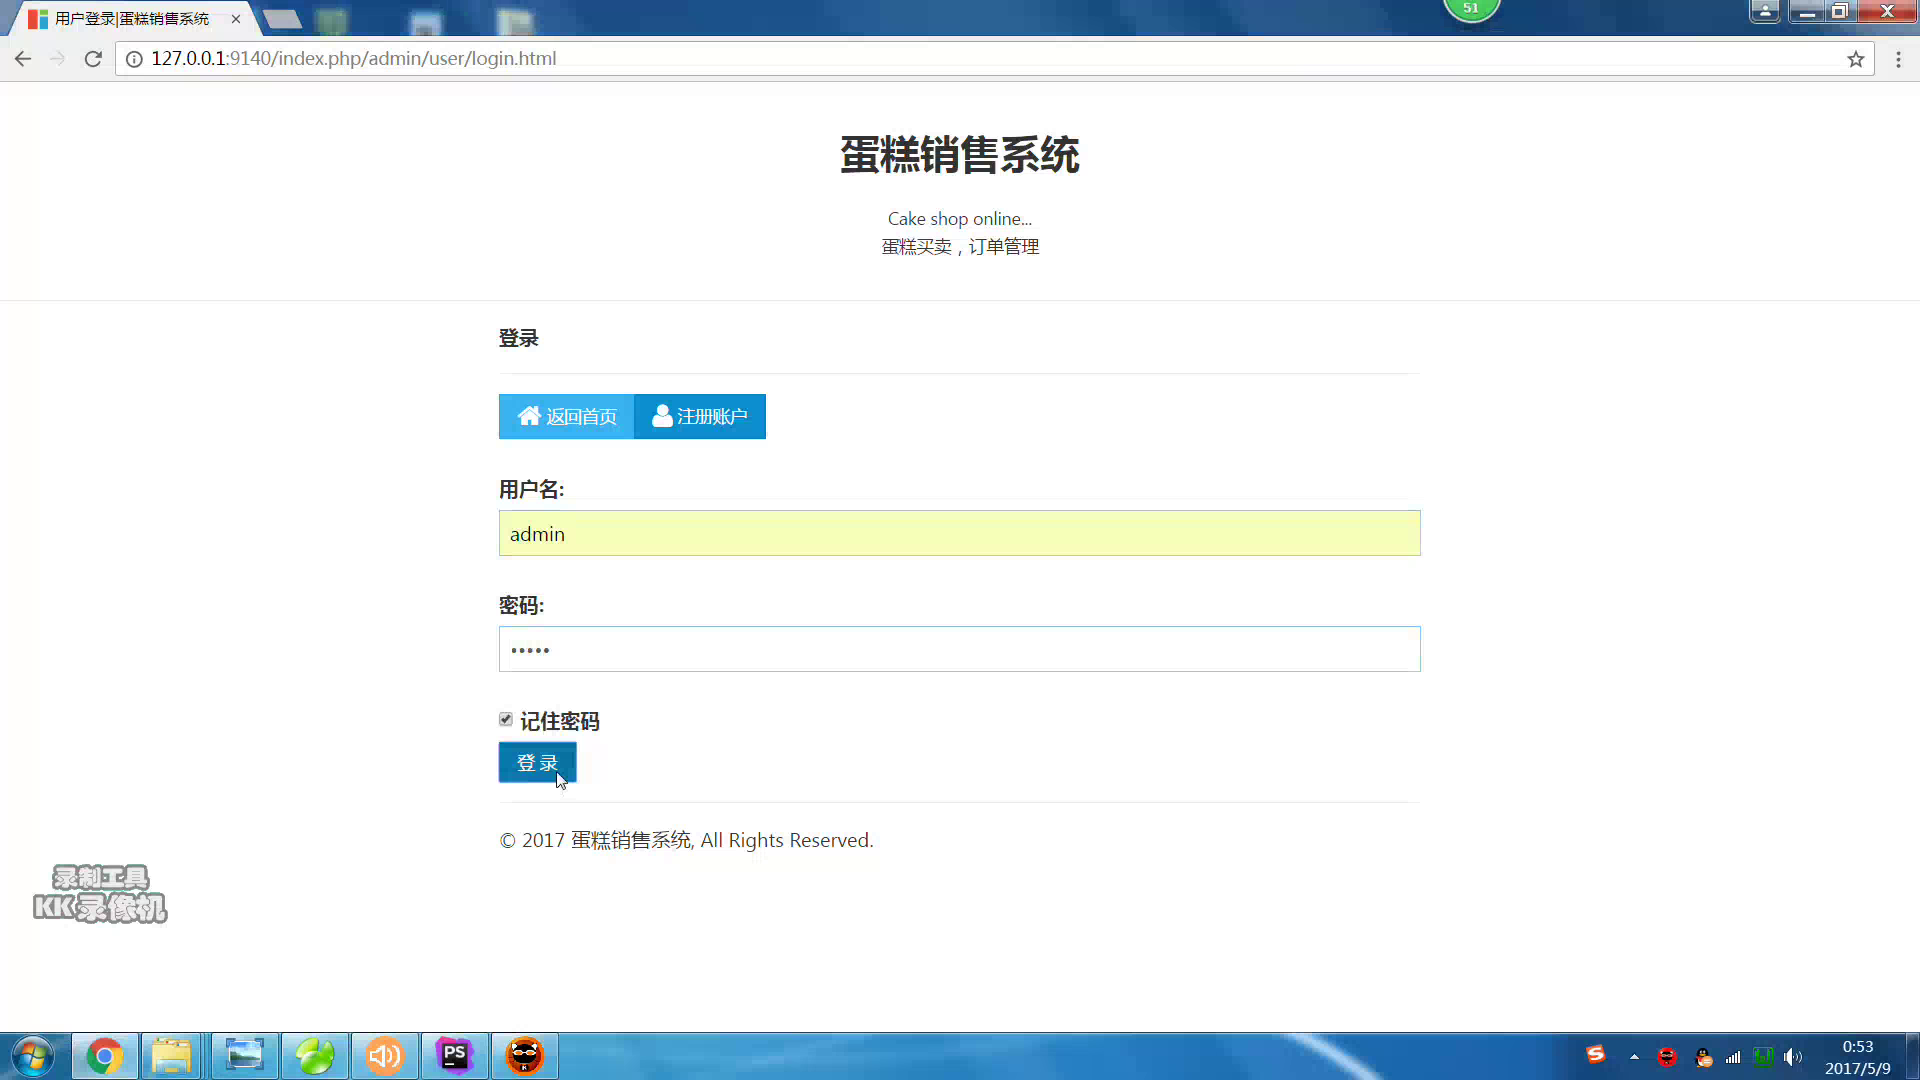 用户登录|蛋糕销售系统
51
127.0.0.1:9140/index.php/admin/user/login.html
蛋糕销售系统
Cake shop online...
蛋糕买卖，订单管理
登录
返回首页 注册账户
用户名:
admin
密码:
•••••
记住密码
登 录
© 2017 蛋糕销售系统, All Rights Reserved.
录制工具
KK录像机
PS
0:53
2017/5/9